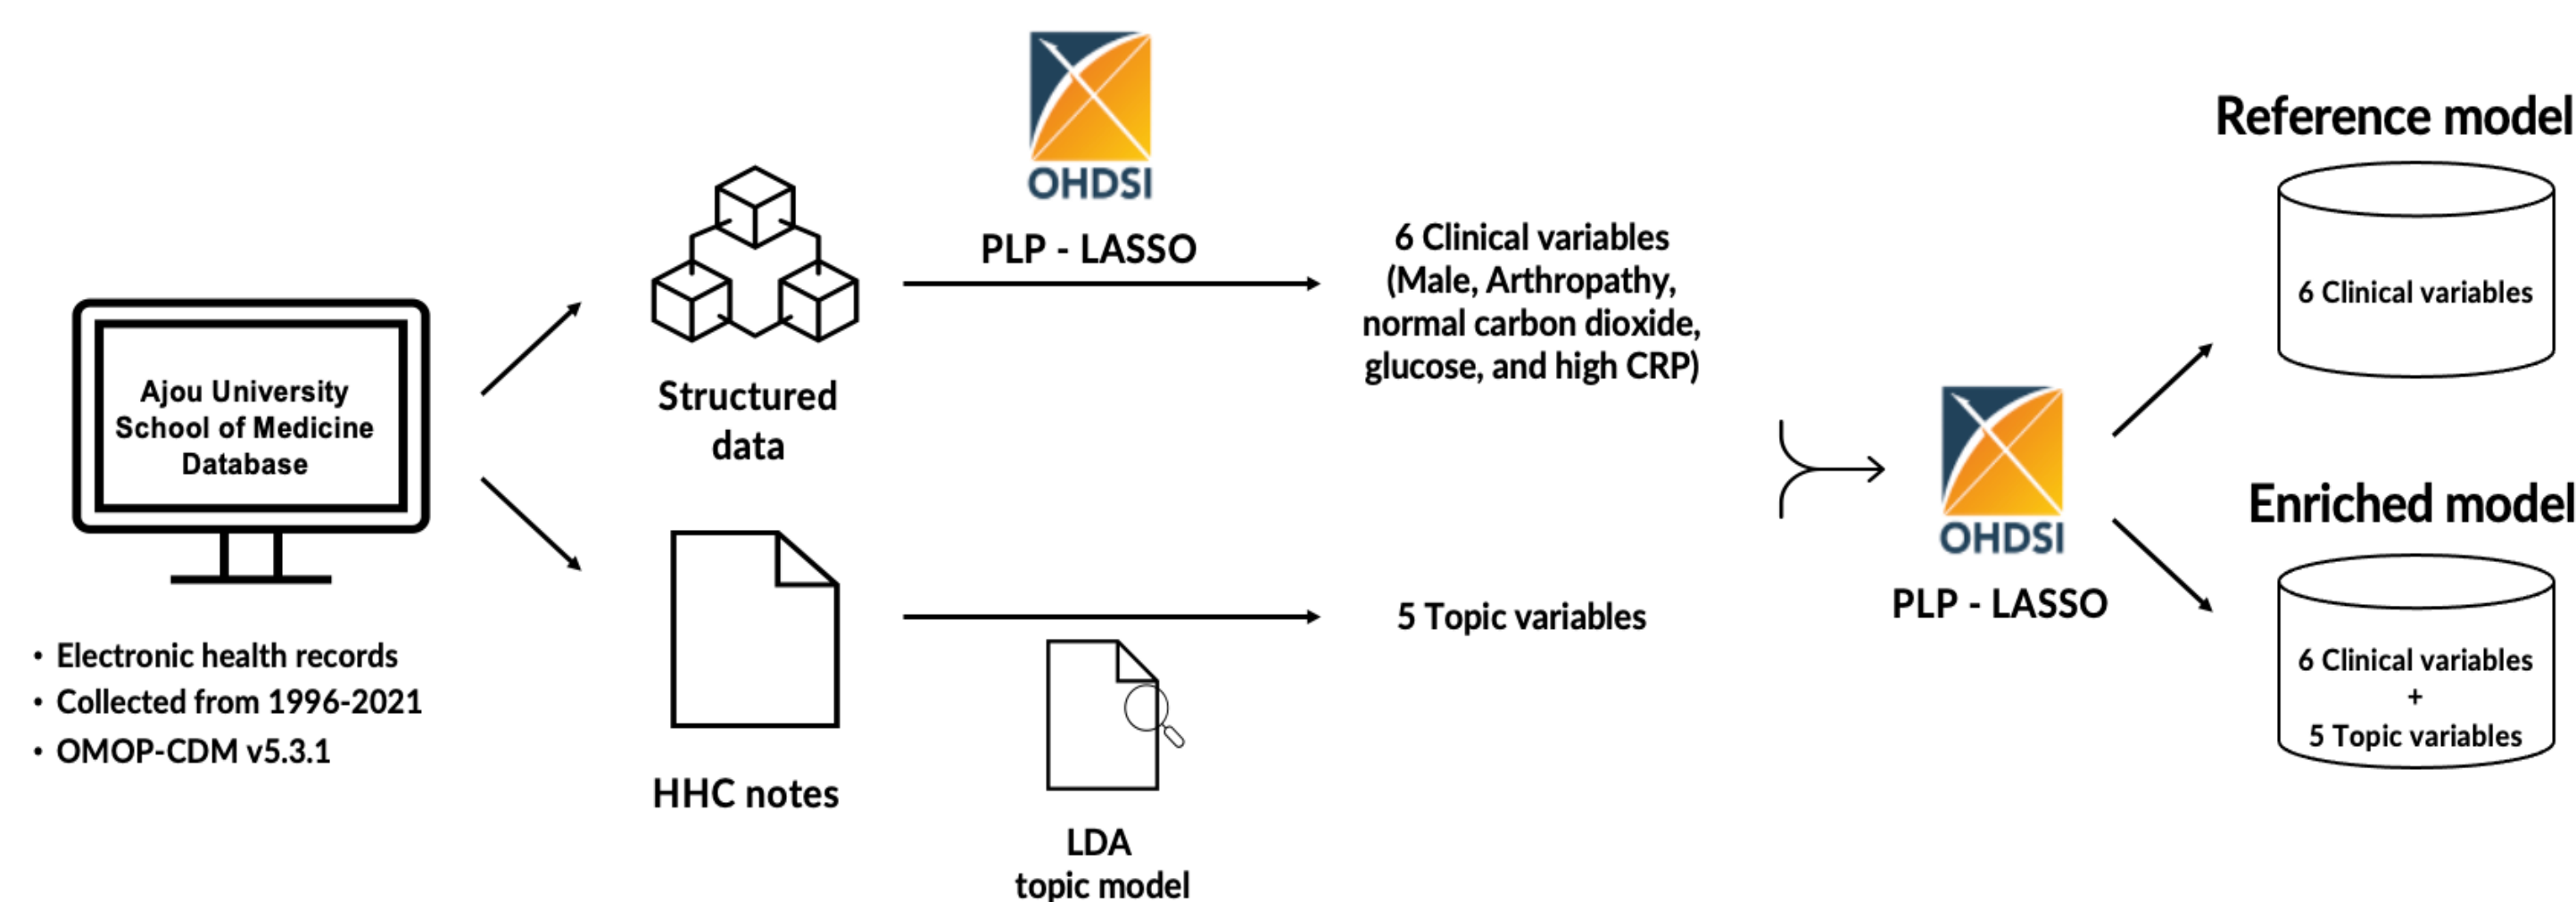 Ajou University
School of Medicine
Database
• Electronic health records
• Collected from 1996-2021
• OMOP-CDM v5.3.1
Structured
data
HHC notes
OHDSI
PLP - LASSO
LDA
topic model
6 Clinical variables
(Male, Arthropathy,
normal carbon dioxide,
glucose, and high CRP)
5 Topic variables
OHDSI
PLP - LASSO
Reference model
6 Clinical variables
Enriched model
6 Clinical variables
+
5 Topic variables